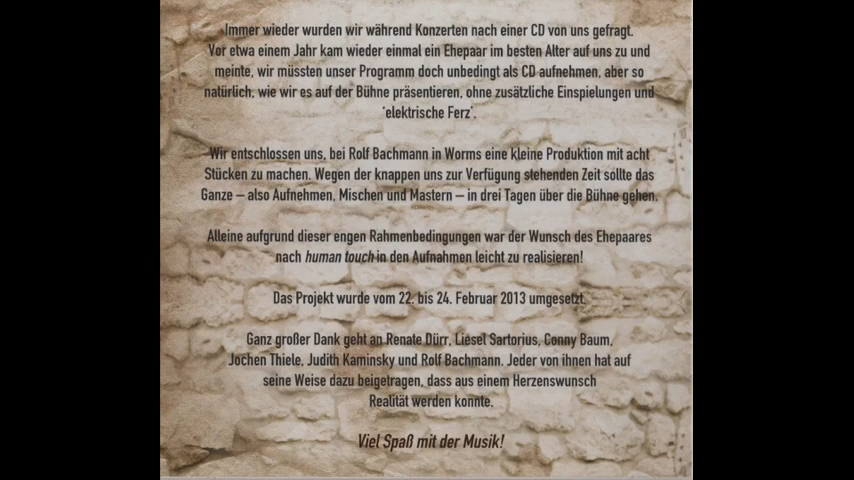 Immer wieder wurden wir während Konzerten nach einer CD von uns gefragt.
Vor etwa einem Jahr kam wieder einmal ein Ehepaar im besten Alter auf uns zu und
meinte, wir müssten unser Programm doch unbedingt als CD aufnehmen, aber so
natürlich, wie wir es auf der Bühne präsentieren, ohne zusätzliche Einspielungen und
'elektrische Ferz'.
Wir entschlossen uns, bei Rolf Bachmann in Worms eine kleine Produktion mit acht
Stücken zu machen. Wegen der knappen uns zur Verfügung stehenden Zeit sollte das
Ganze – also Aufnehmen, Mischen und Mastern – in drei Tagen über die Bühne gehen.
Alleine aufgrund dieser engen Rahmenbedingungen war der Wunsch des Ehepaares
nach human touch in den Aufnahmen leicht zu realisieren!
Das Projekt wurde vom 22. bis 24. Februar 2013 umgesetzt.
Ganz großer Dank geht an Renate Dürr, Liesel Sartorius, Conny Baum,
Jochen Thiele, Judith Kaminsky und Rolf Bachmann. Jeder von ihnen hat auf
seine Weise dazu beigetragen, dass aus einem Herzenswunsch
Realität werden konnte.
Viel Spaß mit der Musik!